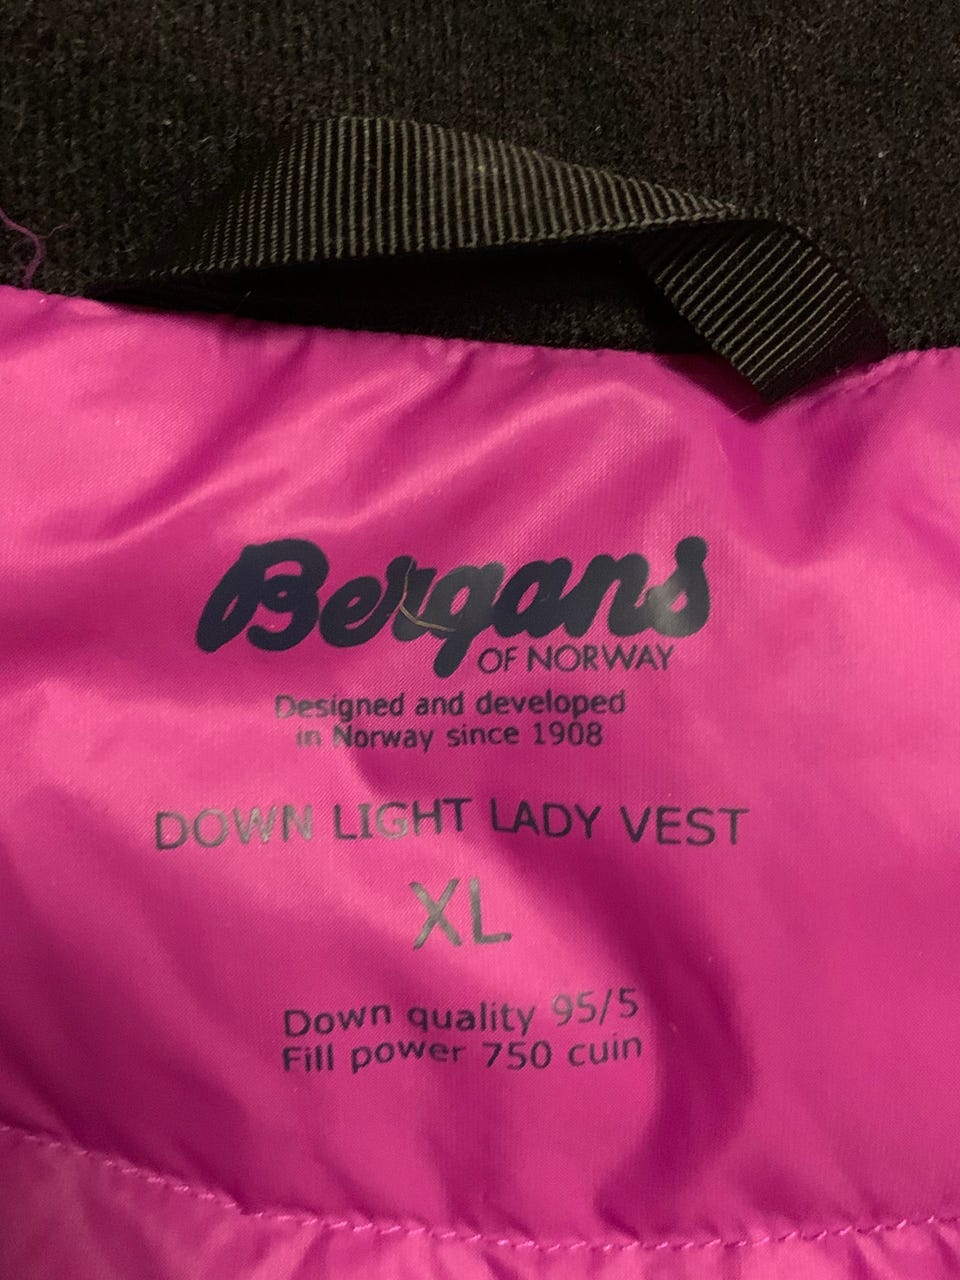 Bergans
OF NORWAY
Designed and developed
in Norway since 1908
DOWN LIGHT LADY VEST
XL
Down quality 95/5
Fill power 750 cuin